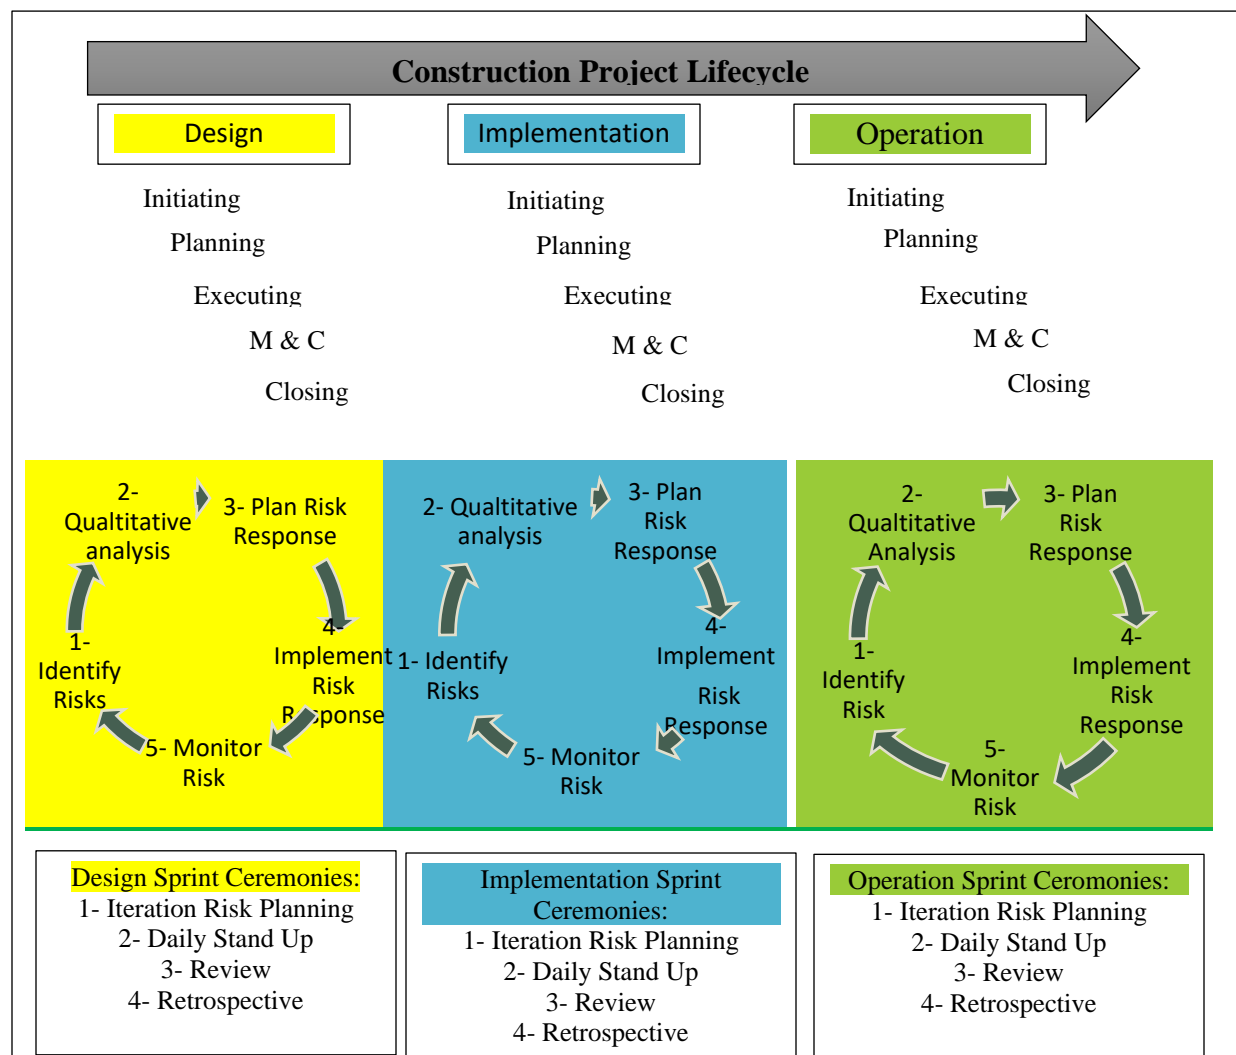 Construction Project Lifecycle
Design
Implementation
Operation
Initiating
Planning
Executing
M & C
Closing
Initiating
Planning
Executing
M & C
Closing
Initiating
Planning
Executing
M & C
Closing
2-
Qualtitative
analysis
3- Plan Risk
Response
4-
Implement
Risk
Response
5- Monitor
Risk
1-
Identify
Risks
2- Qualtitative
analysis
3- Plan
Risk
Response
4-
Implement
Risk
Response
5- Monitor
Risk
1- Identify
Risks
2-
Qualtitative
Analysis
3- Plan
Risk
Response
4-
Implement
Risk
Response
5-
Monitor
Risk
1-
Identify
Risk
Design Sprint Ceremonies:
1- Iteration Risk Planning
2- Daily Stand Up
3- Review
4- Retrospective
Implementation Sprint
Ceremonies:
1- Iteration Risk Planning
2- Daily Stand Up
3- Review
4- Retrospective
Operation Sprint Ceromonies:
1- Iteration Risk Planning
2- Daily Stand Up
3- Review
4- Retrospective